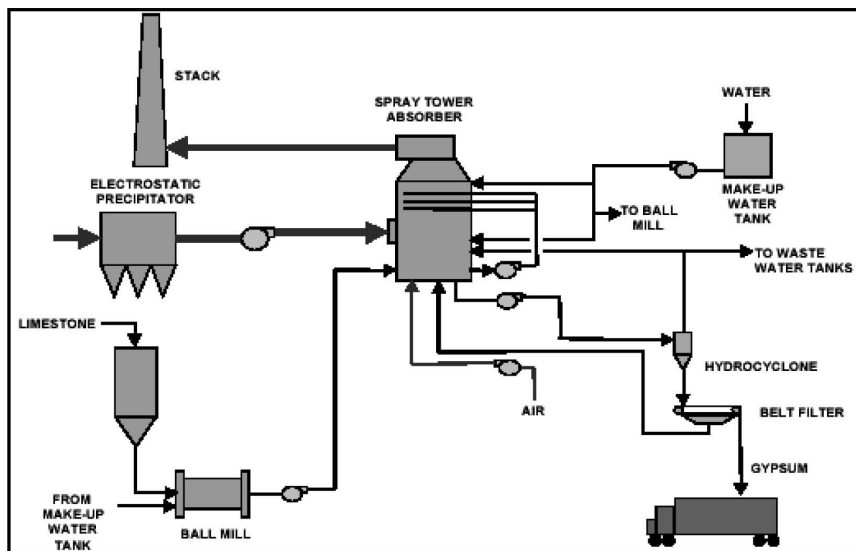 STACK
SPRAY TOWER
ABSORBER
WATER
ELECTROSTATIC
PRECIPITATOR
MAKE-UP
WATER
TANK
TO BALL
MILL
TO WASTE
WATER TANKS
LIMESTONE
HYDROCYCLONE
AIR
BELT FILTER
GYPSUM
FROM
MAKE-UP
WATER
TANK
BALL MILL